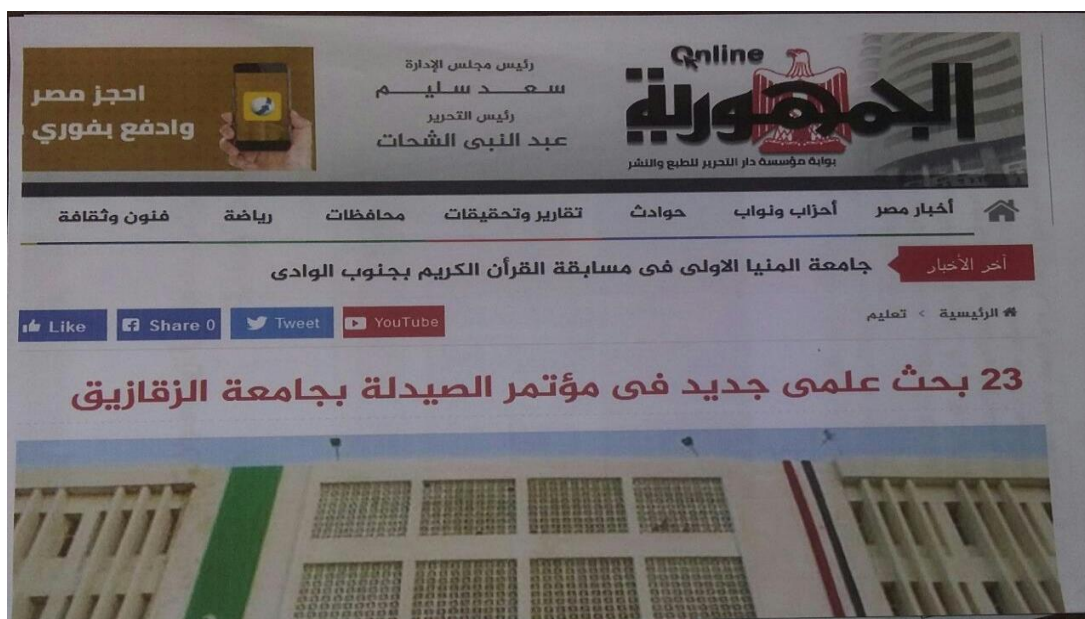 Online
الجمهورية
بوابة مؤسسة دار التحرير للطبع والنشر
رئيس مجلس الإدارة
ســعــد سـليــــم
رئيس التحرير
عبد النبى الشحات
احجز مصر
وادفع بفوري
أخبار مصر أحزاب ونواب حوادث تقارير وتحقيقات محافظات رياضة فنون وثقافة
آخر الأخبار جامعة المنيا الاولى فى مسابقة القرأن الكريم بجنوب الوادى
الرئيسية > تعليم
Like Share 0 Tweet YouTube
23 بحث علمى جديد فى مؤتمر الصيدلة بجامعة الزقازيق